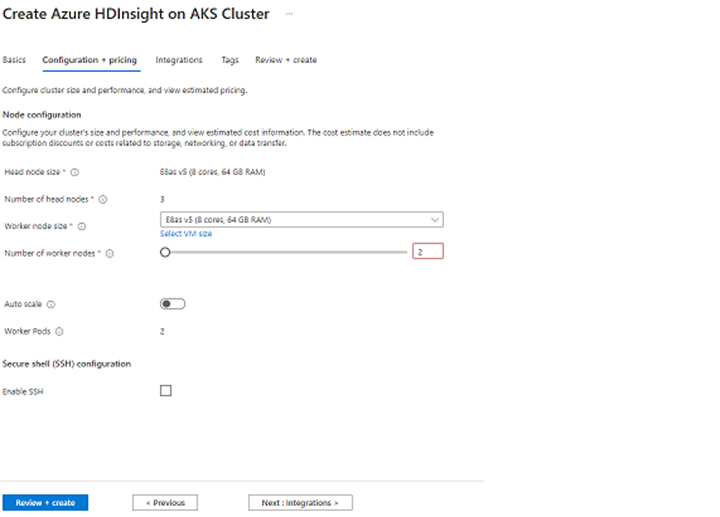 Create Azure HDInsight on AKS Cluster ...
Basics Configuration + pricing Integrations Tags Review + create
Configure cluster size and performance, and view estimated pricing.
Node configuration
Configure your cluster's size and performance, and view estimated cost information. The cost estimate does not include
subscription discounts or costs related to storage, networking, or data transfer.
Head node size * E8as v5 (8 cores, 64 GB RAM)
Number of head nodes * 3
Worker node size * E8as v5 (8 cores, 64 GB RAM)
Select VM size
Number of worker nodes * 2
Auto scale
Worker Pods 2
Secure shell (SSH) configuration
Enable SSH
Review + create < Previous Next : Integrations >